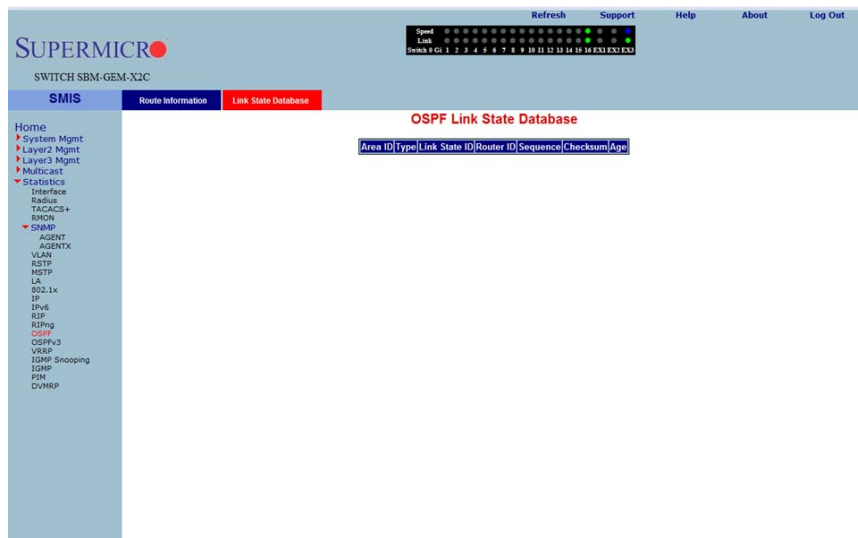 Refresh Support Help About Log Out
Speed
Link
Switch 0 Gi 1 2 3 4 5 6 7 8 9 10 11 12 13 14 15 16 EX1 EX2 EX3
SUPERMICRO
SWITCH SBM-GEM-X2C
SMIS
Route Information
Link State Database
OSPF Link State Database
Area ID Type Link State ID Router ID Sequence Checksum Age
Home
System Mgmt
Layer2 Mgmt
Layer3 Mgmt
Multicast
Statistics
Interface
Radius
TACACS+
RMON
SNMP
AGENT
AGENTX
VLAN
RSTP
MSTP
LA
802.1x
IP
IPv6
RIP
RIPng
OSPF
OSPFv3
VRRP
IGMP Snooping
IGMP
PIM
DVMRP